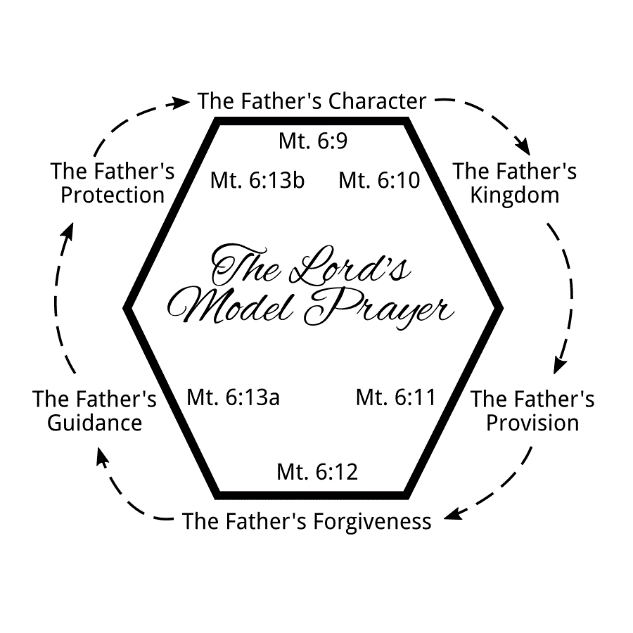 The Father's Character
Mt. 6:9
Mt. 6:13b
Mt. 6:10
The Father's
Protection
The Father's
Kingdom
The Lord's
Model Prayer
The Father's
Guidance
Mt. 6:13a
Mt. 6:11
The Father's
Provision
Mt. 6:12
The Father's Forgiveness